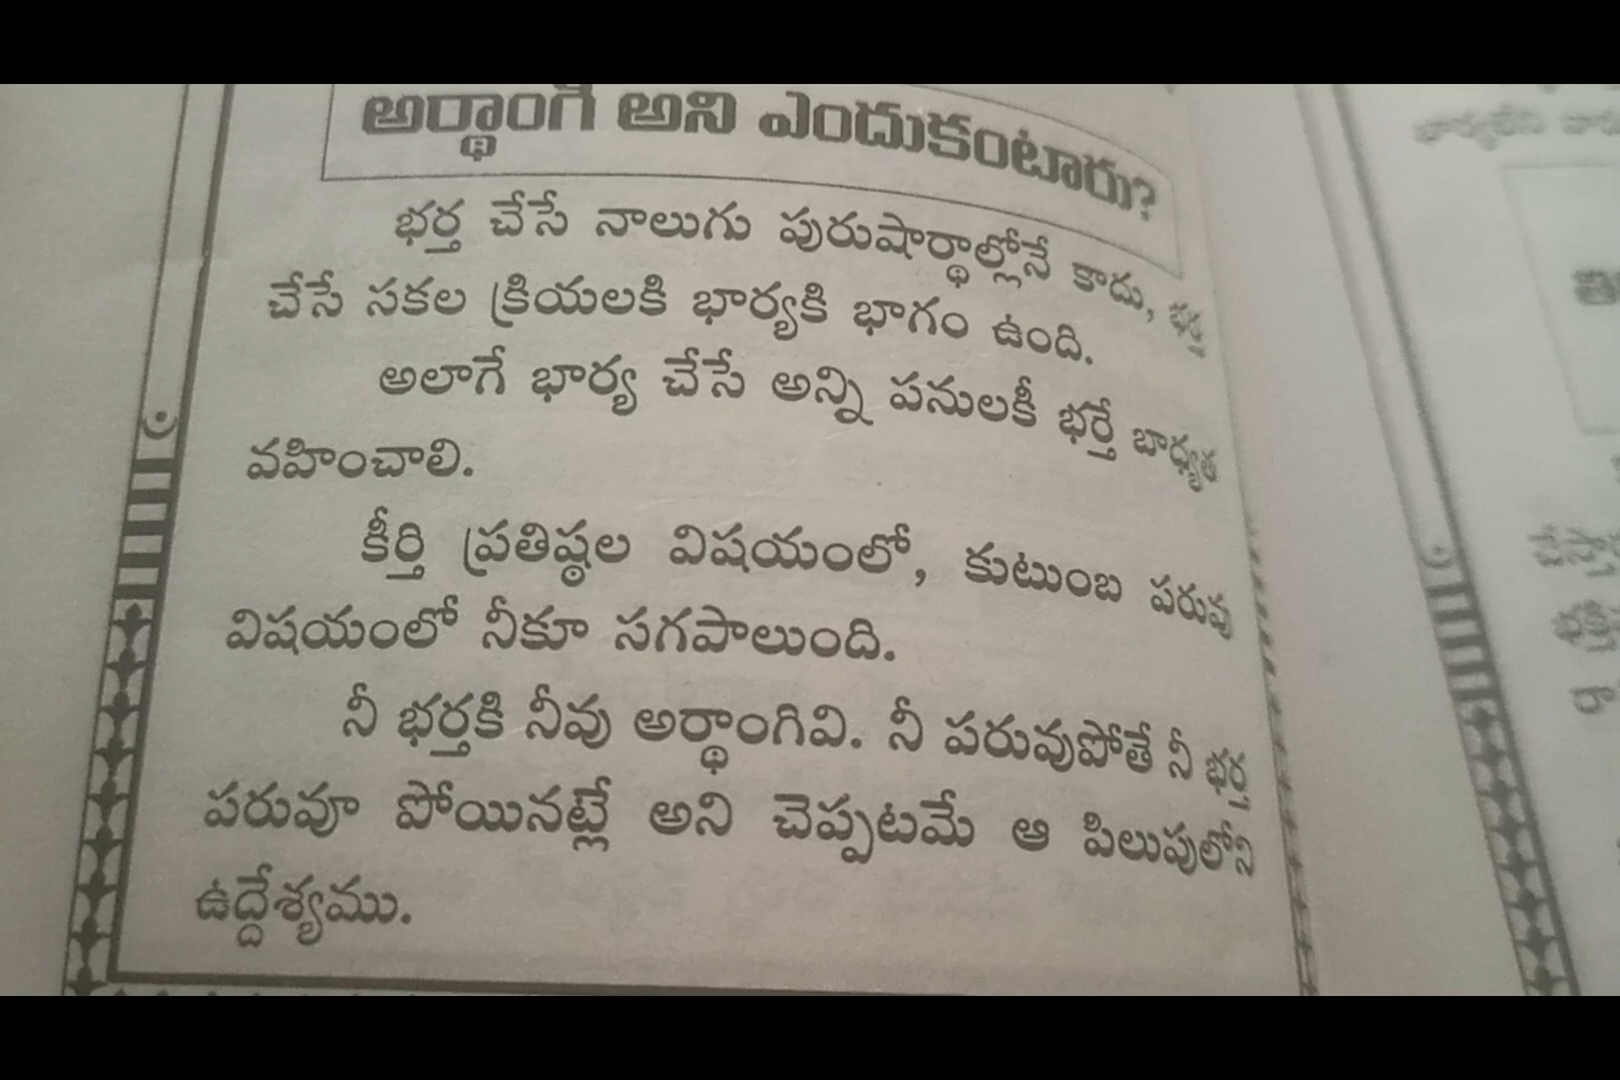 అర్థాంగి అని ఎందుకంటారు?
భర్త చేసే నాలుగు పురుషార్థాల్లోనే కాదు, భర్త
చేసే సకల క్రియలకి భార్యకి భాగం ఉంది.
అలాగే భార్య చేసే అన్ని పనులకీ భర్తే బాధ్యత
వహించాలి.
కీర్తి ప్రతిష్ఠల విషయంలో, కుటుంబ పరువు
విషయంలో నీకూ సగపాలుంది.
నీ భర్తకి నీవు అర్థాంగివి. నీ పరువుపోతే నీ భర్త
పరువూ పోయినట్లే అని చెప్పటమే ఆ పిలుపులోని
ఉద్దేశ్యము.